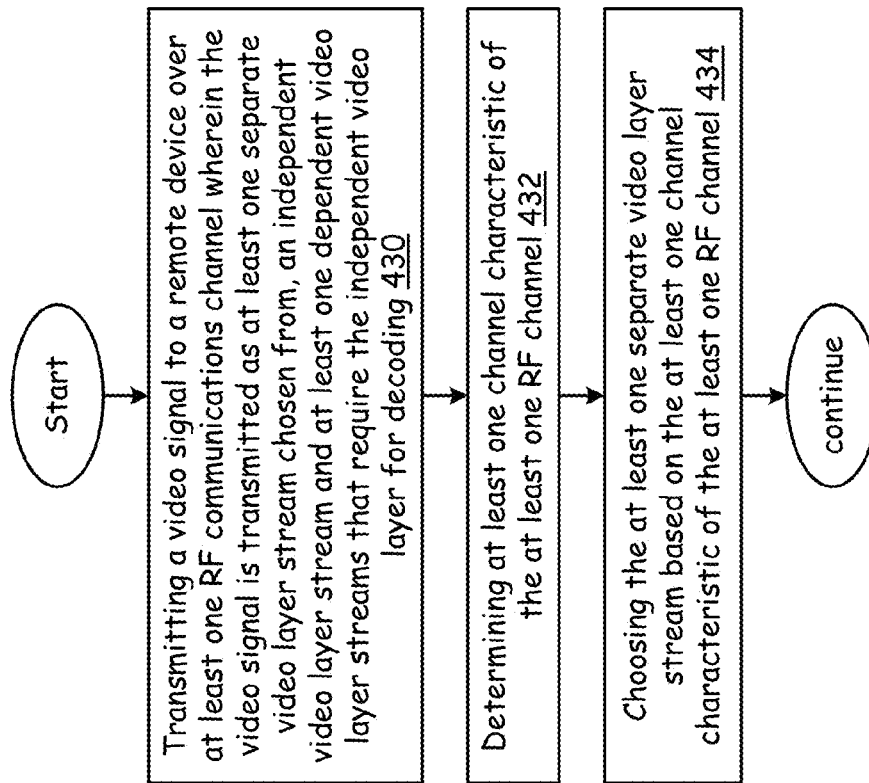 Start
Transmitting a video signal to a remote device over
at least one RF communications channel wherein the
video signal is transmitted as at least one separate
video layer stream chosen from, an independent
video layer stream and at least one dependent video
layer streams that require the independent video
layer for decoding 430
Determining at least one channel characteristic of
the at least one RF channel 432
Choosing the at least one separate video layer
stream based on the at least one channel
characteristic of the at least one RF channel 434
continue